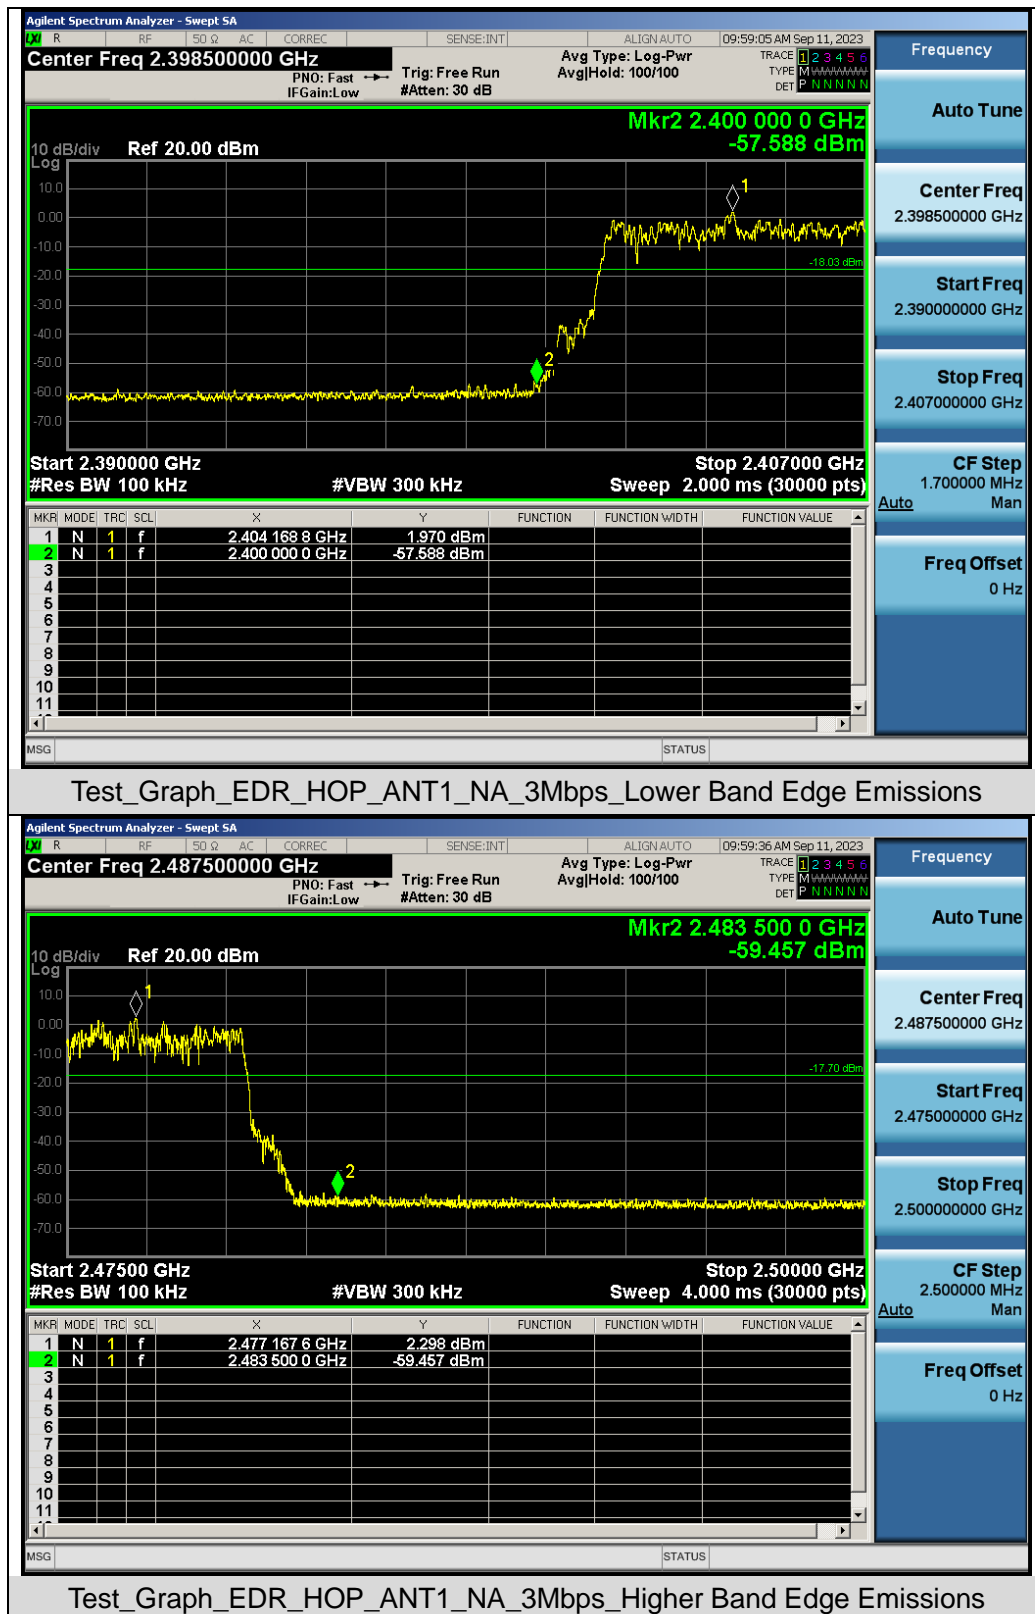 Agilent Spectrum Analyzer - Swept SA
LXI R RF 50 Ω AC CORREC SENSE:INT ALIGN AUTO 09:59:05 AM Sep 11, 2023
Center Freq 2.398500000 GHz
PNO: Fast Trig: Free Run Avg Type: Log-Pwr TRACE 1 2 3 4 5 6
IFGain:Low #Atten: 30 dB Avg|Hold: 100/100 TYPE M WWWWW
DET P N N N N N
Mkr2 2.400 000 0 GHz
-57.588 dBm
10 dB/div Ref 20.00 dBm
Log
10.0
0.00
-10.0
-20.0
-30.0
-40.0
-50.0
-60.0
-70.0
1
-18.03 dBm
2
Start 2.390000 GHz Stop 2.407000 GHz
#Res BW 100 kHz #VBW 300 kHz Sweep 2.000 ms (30000 pts)
MKR MODE TRC SCL X Y FUNCTION FUNCTION WIDTH FUNCTION VALUE
1 N 1 f 2.404 168 8 GHz 1.970 dBm
2 N 1 f 2.400 000 0 GHz -57.588 dBm
3
4
5
6
7
8
9
10
11
MSG STATUS
Frequency
Auto Tune
Center Freq
2.398500000 GHz
Start Freq
2.390000000 GHz
Stop Freq
2.407000000 GHz
CF Step
1.700000 MHz
Auto Man
Freq Offset
0 Hz
Test_Graph_EDR_HOP_ANT1_NA_3Mbps_Lower Band Edge Emissions
Agilent Spectrum Analyzer - Swept SA
LXI R RF 50 Ω AC CORREC SENSE:INT ALIGN AUTO 09:59:36 AM Sep 11, 2023
Center Freq 2.487500000 GHz
PNO: Fast Trig: Free Run Avg Type: Log-Pwr TRACE 1 2 3 4 5 6
IFGain:Low #Atten: 30 dB Avg|Hold: 100/100 TYPE M WWWWW
DET P N N N N N
Mkr2 2.483 500 0 GHz
-59.457 dBm
10 dB/div Ref 20.00 dBm
Log
10.0
0.00
-10.0
-20.0
-30.0
-40.0
-50.0
-60.0
-70.0
1
-17.70 dBm
2
Start 2.47500 GHz Stop 2.50000 GHz
#Res BW 100 kHz #VBW 300 kHz Sweep 4.000 ms (30000 pts)
MKR MODE TRC SCL X Y FUNCTION FUNCTION WIDTH FUNCTION VALUE
1 N 1 f 2.477 167 6 GHz 2.298 dBm
2 N 1 f 2.483 500 0 GHz -59.457 dBm
3
4
5
6
7
8
9
10
11
MSG STATUS
Frequency
Auto Tune
Center Freq
2.487500000 GHz
Start Freq
2.475000000 GHz
Stop Freq
2.500000000 GHz
CF Step
2.500000 MHz
Auto Man
Freq Offset
0 Hz
Test_Graph_EDR_HOP_ANT1_NA_3Mbps_Higher Band Edge Emissions